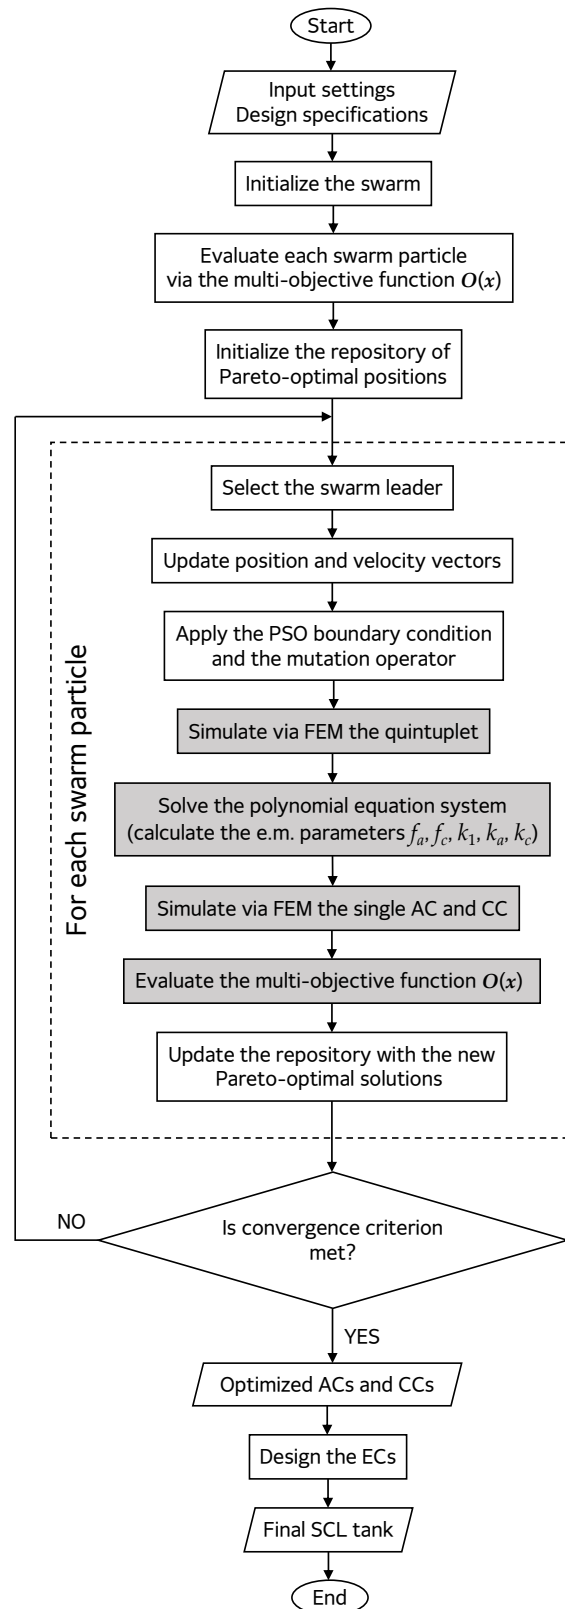 Start
Input settings
Design specifications
Initialize the swarm
Evaluate each swarm particle
via the multi-objective function O(x)
Initialize the repository of
Pareto-optimal positions
For each swarm particle
Select the swarm leader
Update position and velocity vectors
Apply the PSO boundary condition
and the mutation operator
Simulate via FEM the quintuplet
Solve the polynomial equation system
(calculate the e.m. parameters fₐ, f_c, k₁, kₐ, k_c)
Simulate via FEM the single AC and CC
Evaluate the multi-objective function O(x)
Update the repository with the new
Pareto-optimal solutions
Is convergence criterion
met?
NO
YES
Optimized ACs and CCs
Design the ECs
Final SCL tank
End